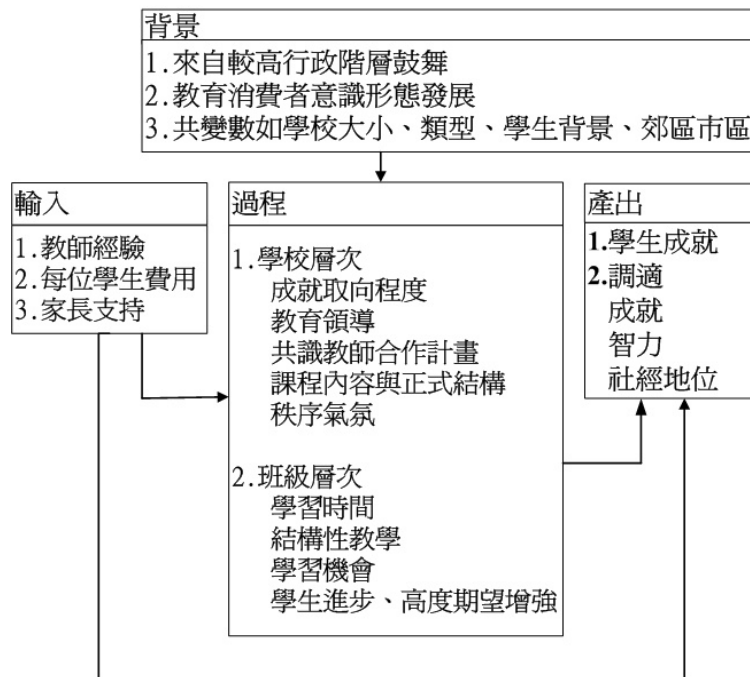 背景
1.來自較高行政階層鼓舞
2.教育消費者意識形態發展
3.共變數如學校大小、類型、學生背景、郊區市區
輸入
1.教師經驗
2.每位學生費用
3.家長支持
過程
1.學校層次
成就取向程度
教育領導
共識教師合作計畫
課程內容與正式結構
秩序氣氛
2.班級層次
學習時間
結構性教學
學習機會
學生進步、高度期望增強
產出
1.學生成就
2.調適
成就
智力
社經地位